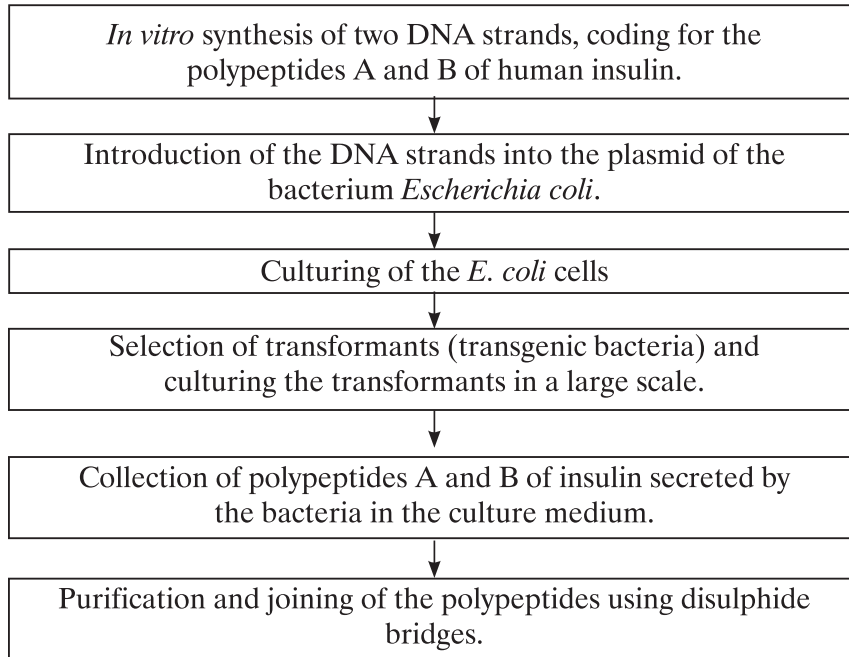 In vitro synthesis of two DNA strands, coding for the
polypeptides A and B of human insulin.
Introduction of the DNA strands into the plasmid of the
bacterium Escherichia coli.
Culturing of the E. coli cells
Selection of transformants (transgenic bacteria) and
culturing the transformants in a large scale.
Collection of polypeptides A and B of insulin secreted by
the bacteria in the culture medium.
Purification and joining of the polypeptides using disulphide
bridges.